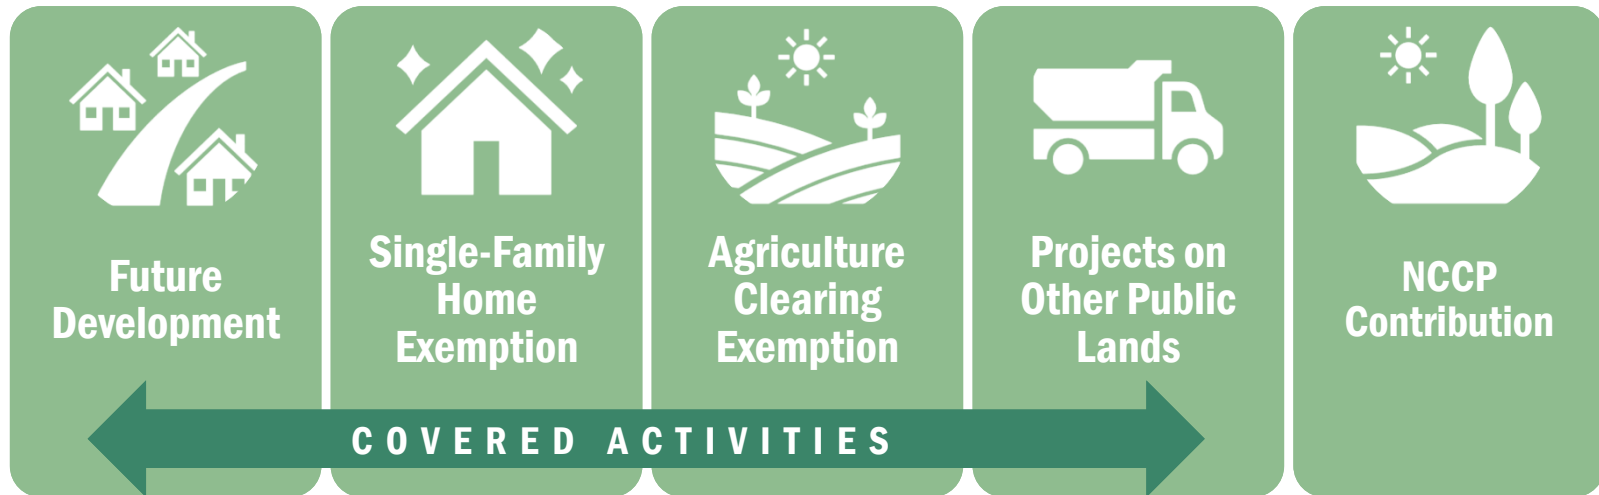 Future
Development
Single-Family
Home
Exemption
Agriculture
Clearing
Exemption
Projects on
Other Public
Lands
NCCP
Contribution
COVERED ACTIVITIES